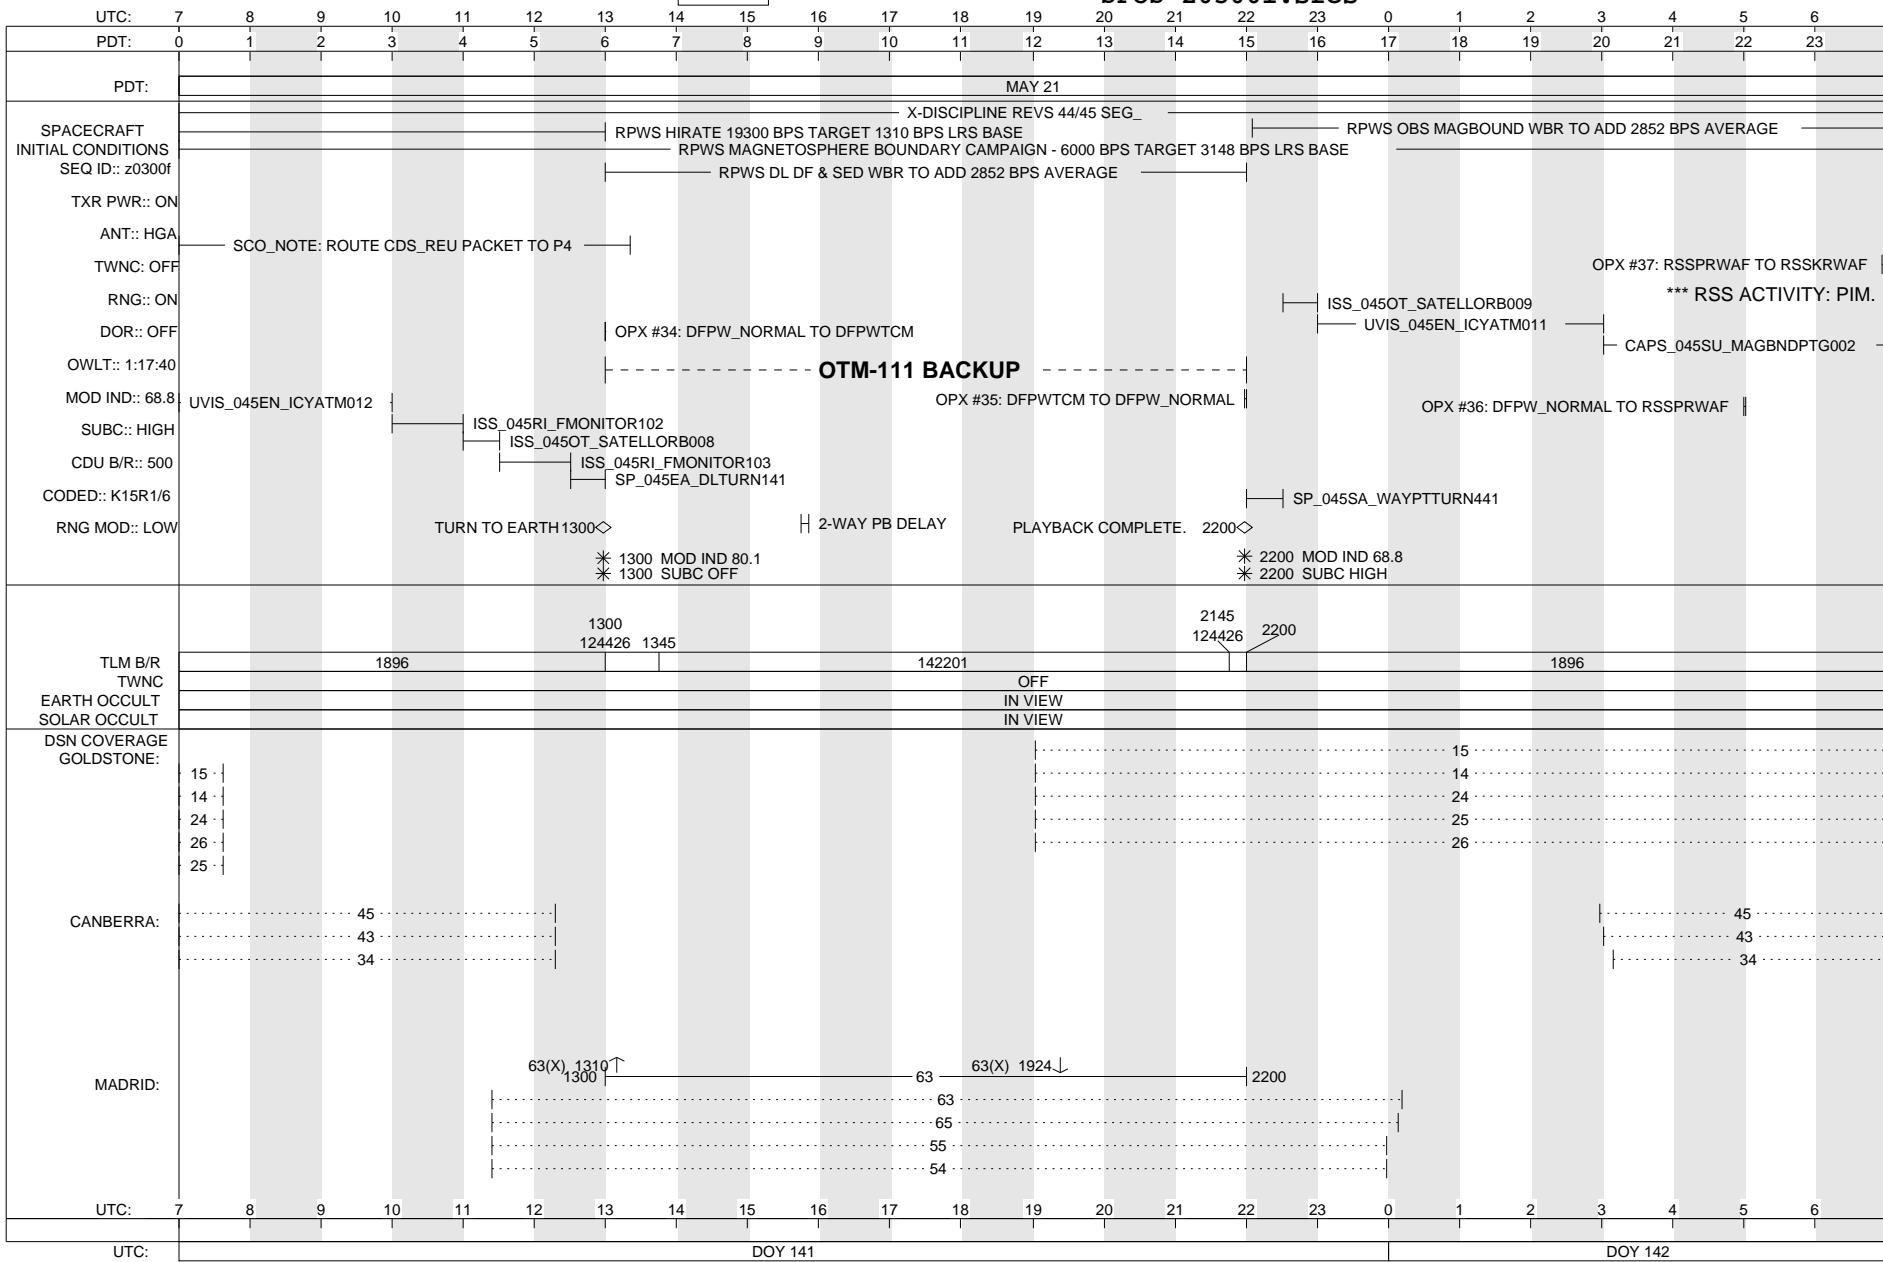 UTC: 7 8 9 10 11 12 13 14 15 16 17 18 19 20 21 22 23 0 1 2 3 4 5 6
PDT: 0 1 2 3 4 5 6 7 8 9 10 11 12 13 14 15 16 17 18 19 20 21 22 23
PDT: MAY 21
X-DISCIPLINE REVS 44/45 SEG_
SPACECRAFT RPWS HIRATE 19300 BPS TARGET 1310 BPS LRS BASE RPWS OBS MAGBOUND WBR TO ADD 2852 BPS AVERAGE
INITIAL CONDITIONS RPWS MAGNETOSPHERE BOUNDARY CAMPAIGN - 6000 BPS TARGET 3148 BPS LRS BASE
SEQ ID:: z0300f RPWS DL DF & SED WBR TO ADD 2852 BPS AVERAGE
TXR PWR:: ON
ANT:: HGA SCO_NOTE: ROUTE CDS_REU PACKET TO P4
TWNC: OFF OPX #37: RSSPRWAF TO RSSKRWAF
*** RSS ACTIVITY: PIM.
RNG:: ON ISS_045OT_SATELLORB009
DOR:: OFF OPX #34: DFPW_NORMAL TO DFPWTCM UVIS_045EN_ICYATM011
CAPS_045SU_MAGBNDPTG002
OWLT:: 1:17:40 OTM-111 BACKUP
MOD IND:: 68.8 UVIS_045EN_ICYATM012 OPX #35: DFPWTCM TO DFPW_NORMAL OPX #36: DFPW_NORMAL TO RSSPRWAF
ISS_045RI_FMONITOR102
SUBC:: HIGH ISS_045OT_SATELLORB008
CDU B/R:: 500 ISS_045RI_FMONITOR103
SP_045EA_DLTURN141
CODED:: K15R1/6 SP_045SA_WAYPTTURN441
RNG MOD:: LOW TURN TO EARTH 1300 2-WAY PB DELAY PLAYBACK COMPLETE. 2200
1300 MOD IND 80.1 2200 MOD IND 68.8
1300 SUBC OFF 2200 SUBC HIGH
1300 2145
124426 1345 124426 2200
TLM B/R 1896 142201 1896
TWNC OFF
EARTH OCCULT IN VIEW
SOLAR OCCULT IN VIEW
DSN COVERAGE
GOLDSTONE: 15
15 14
14 24
24 25
26 26
25
CANBERRA: 45 45
43 43
34 34
63(X) 1310 63(X) 1924
MADRID: 1300 63 2200
63
65
55
54
UTC: 7 8 9 10 11 12 13 14 15 16 17 18 19 20 21 22 23 0 1 2 3 4 5 6
UTC: DOY 141 DOY 142